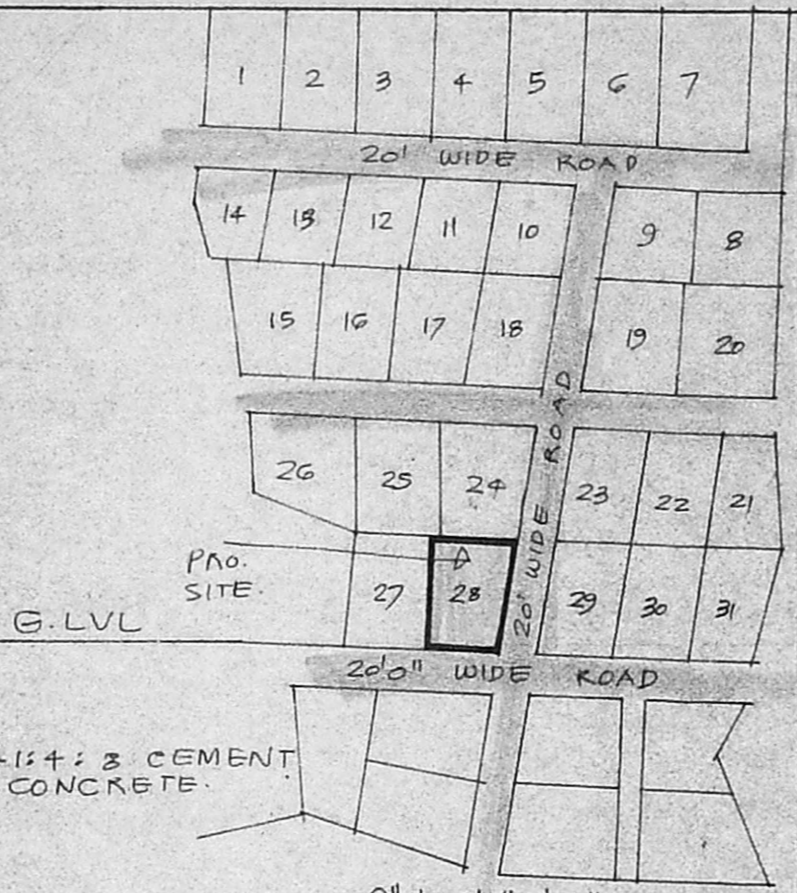 1 2 3 4 5 6 7
20' WIDE ROAD
14 13 12 11 10 9 8
15 16 17 18 19 20
20' WIDE ROAD
26 25 24 23 22 21
PRO.
SITE.
27 28 29 30 31
G.LVL
20'0" WIDE ROAD
1:4:8 CEMENT
CONCRETE.